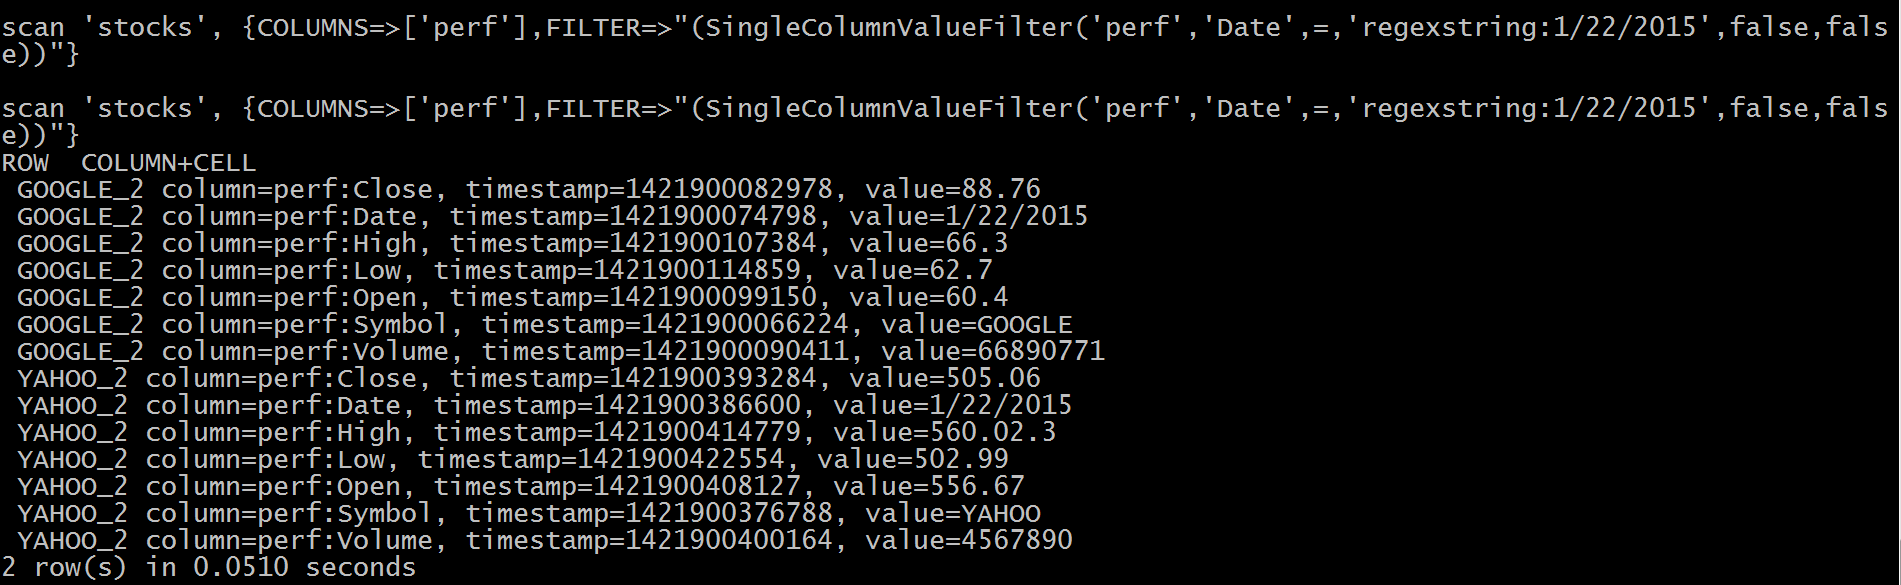 scan 'stocks', {COLUMNS=>['perf'],FILTER=>"(SingleColumnValueFilter('perf','Date',=,'regexstring:1/22/2015',false,fals
e))"}
scan 'stocks', {COLUMNS=>['perf'],FILTER=>"(SingleColumnValueFilter('perf','Date',=,'regexstring:1/22/2015',false,fals
e))"}
ROW  COLUMN+CELL
 GOOGLE_2 column=perf:Close, timestamp=1421900082978, value=88.76
 GOOGLE_2 column=perf:Date, timestamp=1421900074798, value=1/22/2015
 GOOGLE_2 column=perf:High, timestamp=1421900107384, value=66.3
 GOOGLE_2 column=perf:Low, timestamp=1421900114859, value=62.7
 GOOGLE_2 column=perf:Open, timestamp=1421900099150, value=60.4
 GOOGLE_2 column=perf:Symbol, timestamp=1421900066224, value=GOOGLE
 GOOGLE_2 column=perf:Volume, timestamp=1421900090411, value=66890771
 YAHOO_2 column=perf:Close, timestamp=1421900393284, value=505.06
 YAHOO_2 column=perf:Date, timestamp=1421900386600, value=1/22/2015
 YAHOO_2 column=perf:High, timestamp=1421900414779, value=560.02.3
 YAHOO_2 column=perf:Low, timestamp=1421900422554, value=502.99
 YAHOO_2 column=perf:Open, timestamp=1421900408127, value=556.67
 YAHOO_2 column=perf:Symbol, timestamp=1421900376788, value=YAHOO
 YAHOO_2 column=perf:Volume, timestamp=1421900400164, value=4567890
2 row(s) in 0.0510 seconds